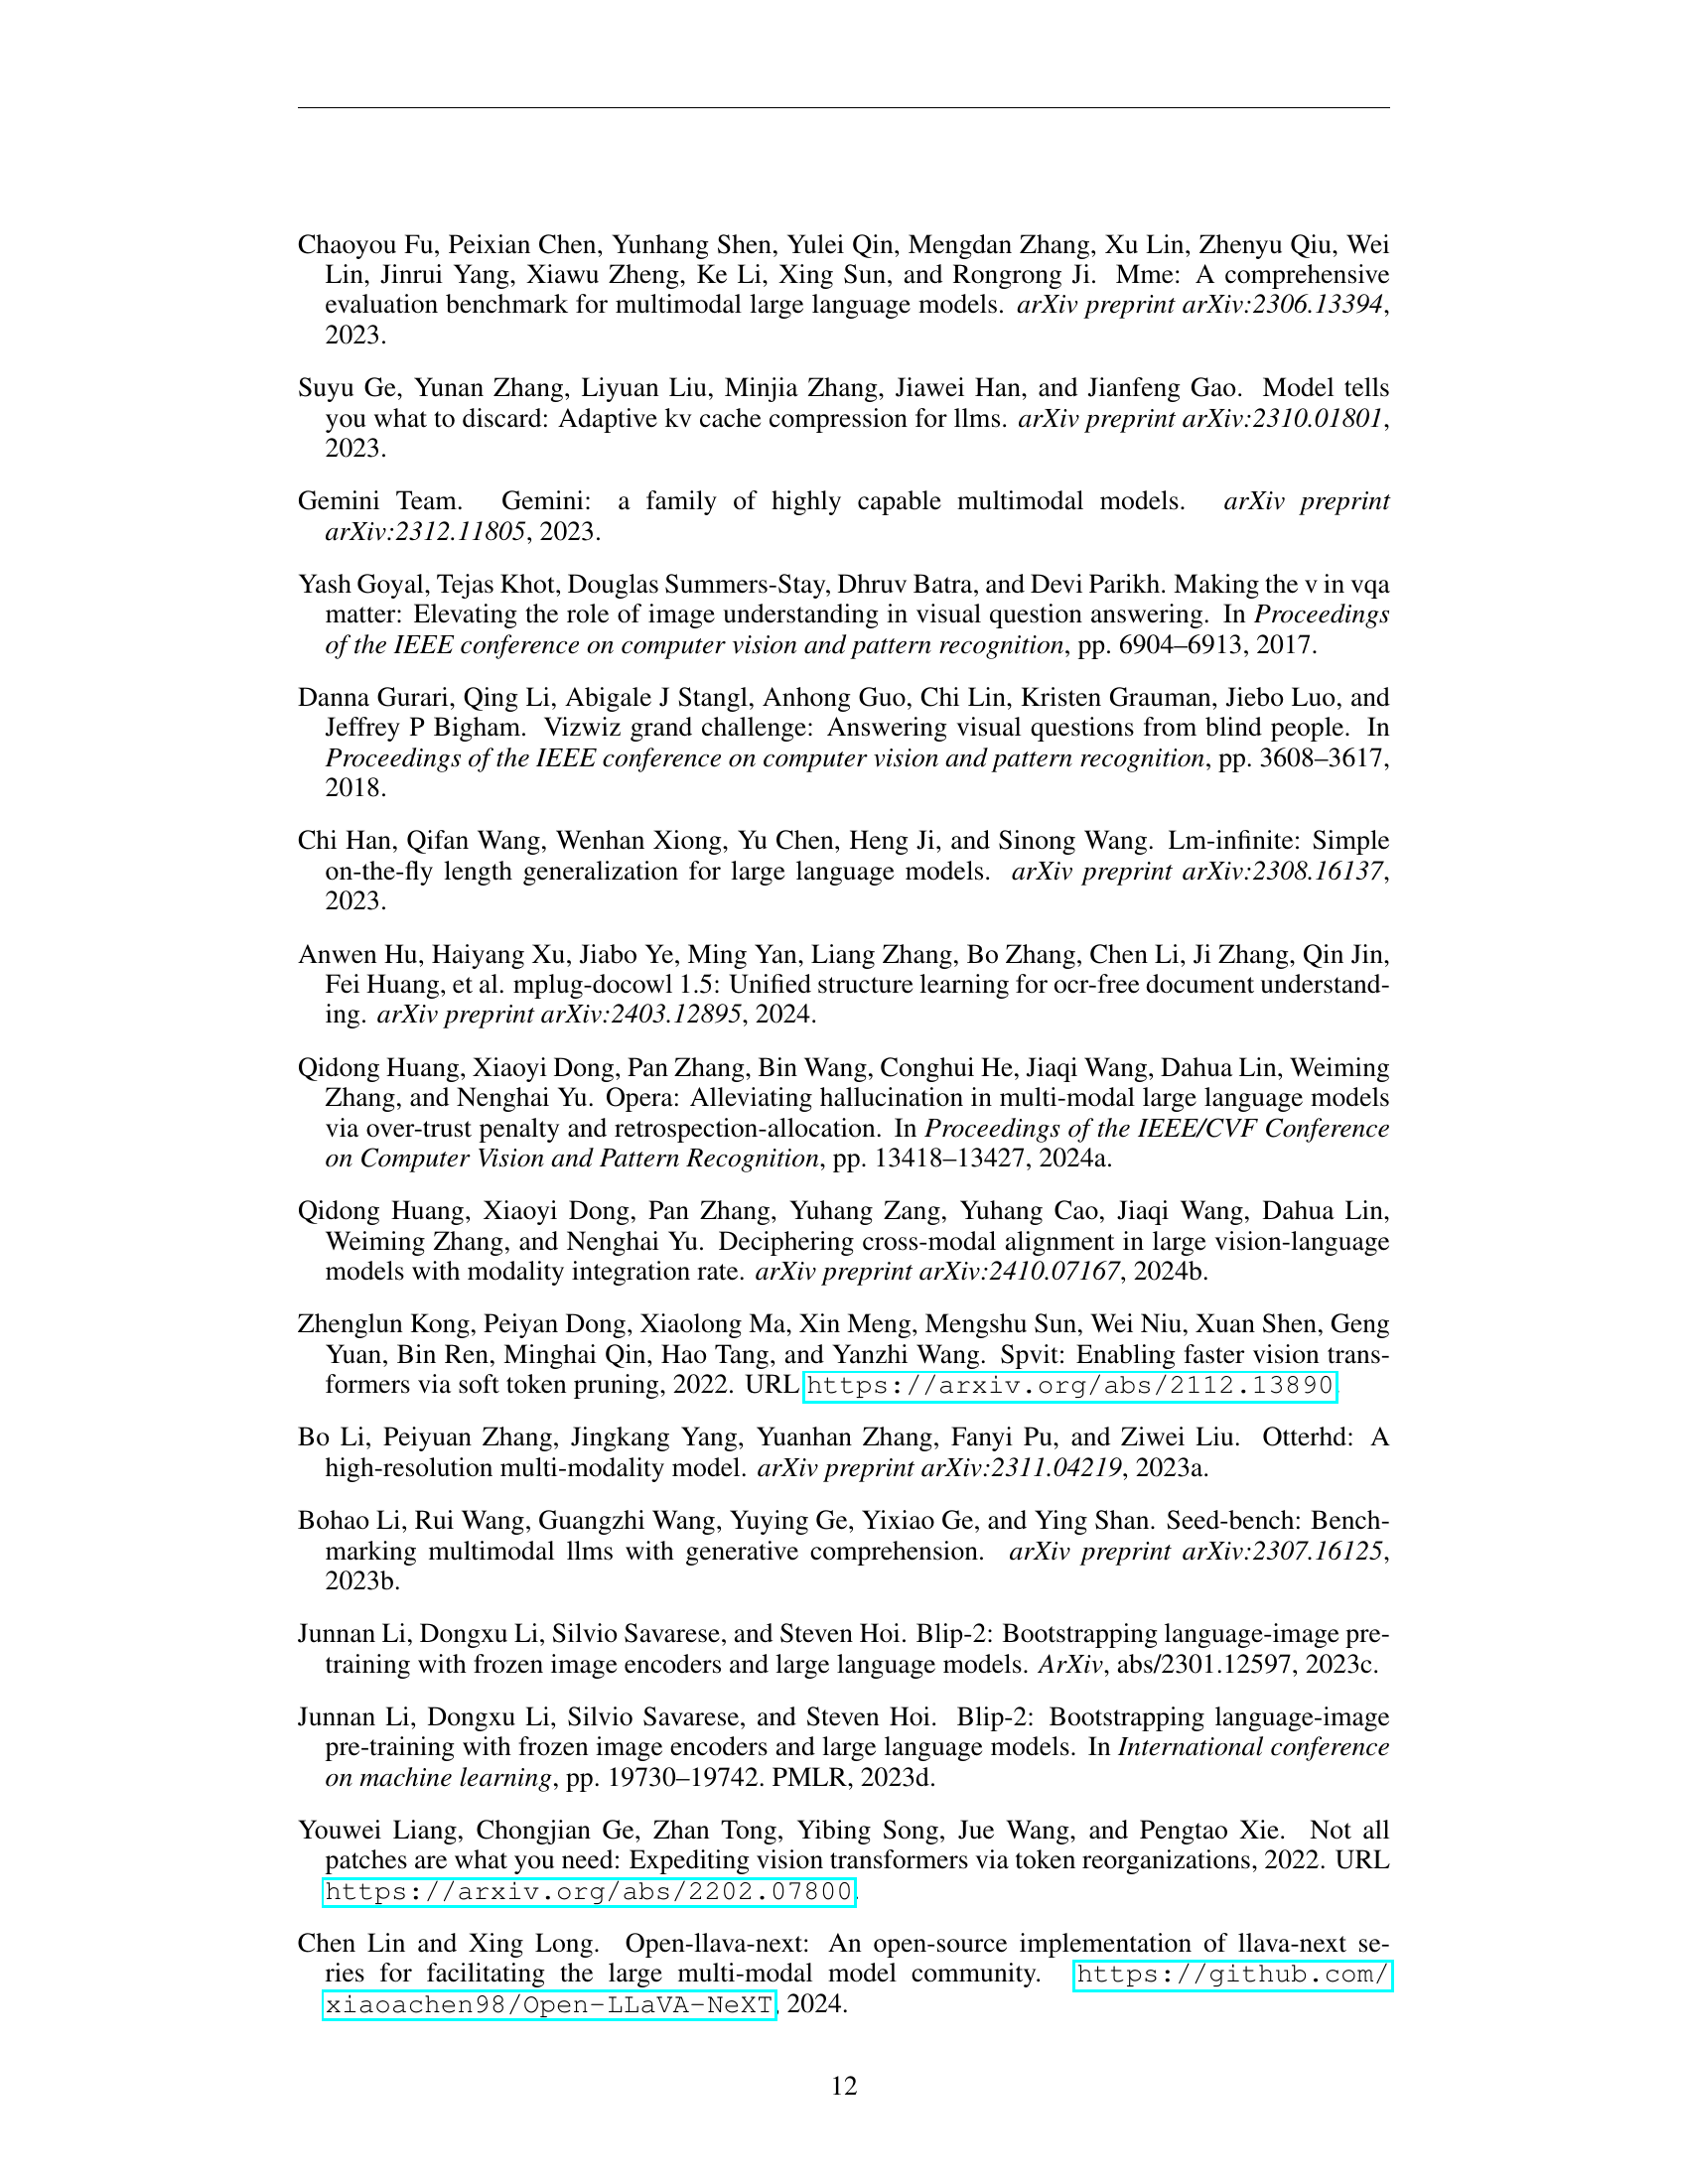 Chaoyou Fu, Peixian Chen, Yunhang Shen, Yulei Qin, Mengdan Zhang, Xu Lin, Zhenyu Qiu, Wei
Lin, Jinrui Yang, Xiawu Zheng, Ke Li, Xing Sun, and Rongrong Ji. Mme: A comprehensive
evaluation benchmark for multimodal large language models. arXiv preprint arXiv:2306.13394,
2023.
Suyu Ge, Yunan Zhang, Liyuan Liu, Minjia Zhang, Jiawei Han, and Jianfeng Gao. Model tells
you what to discard: Adaptive kv cache compression for llms. arXiv preprint arXiv:2310.01801,
2023.
Gemini Team. Gemini: a family of highly capable multimodal models. arXiv preprint
arXiv:2312.11805, 2023.
Yash Goyal, Tejas Khot, Douglas Summers-Stay, Dhruv Batra, and Devi Parikh. Making the v in vqa
matter: Elevating the role of image understanding in visual question answering. In Proceedings
of the IEEE conference on computer vision and pattern recognition, pp. 6904–6913, 2017.
Danna Gurari, Qing Li, Abigale J Stangl, Anhong Guo, Chi Lin, Kristen Grauman, Jiebo Luo, and
Jeffrey P Bigham. Vizwiz grand challenge: Answering visual questions from blind people. In
Proceedings of the IEEE conference on computer vision and pattern recognition, pp. 3608–3617,
2018.
Chi Han, Qifan Wang, Wenhan Xiong, Yu Chen, Heng Ji, and Sinong Wang. Lm-infinite: Simple
on-the-fly length generalization for large language models. arXiv preprint arXiv:2308.16137,
2023.
Anwen Hu, Haiyang Xu, Jiabo Ye, Ming Yan, Liang Zhang, Bo Zhang, Chen Li, Ji Zhang, Qin Jin,
Fei Huang, et al. mplug-docowl 1.5: Unified structure learning for ocr-free document understand-
ing. arXiv preprint arXiv:2403.12895, 2024.
Qidong Huang, Xiaoyi Dong, Pan Zhang, Bin Wang, Conghui He, Jiaqi Wang, Dahua Lin, Weiming
Zhang, and Nenghai Yu. Opera: Alleviating hallucination in multi-modal large language models
via over-trust penalty and retrospection-allocation. In Proceedings of the IEEE/CVF Conference
on Computer Vision and Pattern Recognition, pp. 13418–13427, 2024a.
Qidong Huang, Xiaoyi Dong, Pan Zhang, Yuhang Zang, Yuhang Cao, Jiaqi Wang, Dahua Lin,
Weiming Zhang, and Nenghai Yu. Deciphering cross-modal alignment in large vision-language
models with modality integration rate. arXiv preprint arXiv:2410.07167, 2024b.
Zhenglun Kong, Peiyan Dong, Xiaolong Ma, Xin Meng, Mengshu Sun, Wei Niu, Xuan Shen, Geng
Yuan, Bin Ren, Minghai Qin, Hao Tang, and Yanzhi Wang. Spvit: Enabling faster vision trans-
formers via soft token pruning, 2022. URL https://arxiv.org/abs/2112.13890.
Bo Li, Peiyuan Zhang, Jingkang Yang, Yuanhan Zhang, Fanyi Pu, and Ziwei Liu. Otterhd: A
high-resolution multi-modality model. arXiv preprint arXiv:2311.04219, 2023a.
Bohao Li, Rui Wang, Guangzhi Wang, Yuying Ge, Yixiao Ge, and Ying Shan. Seed-bench: Bench-
marking multimodal llms with generative comprehension. arXiv preprint arXiv:2307.16125,
2023b.
Junnan Li, Dongxu Li, Silvio Savarese, and Steven Hoi. Blip-2: Bootstrapping language-image pre-
training with frozen image encoders and large language models. ArXiv, abs/2301.12597, 2023c.
Junnan Li, Dongxu Li, Silvio Savarese, and Steven Hoi. Blip-2: Bootstrapping language-image
pre-training with frozen image encoders and large language models. In International conference
on machine learning, pp. 19730–19742. PMLR, 2023d.
Youwei Liang, Chongjian Ge, Zhan Tong, Yibing Song, Jue Wang, and Pengtao Xie. Not all
patches are what you need: Expediting vision transformers via token reorganizations, 2022. URL
https://arxiv.org/abs/2202.07800.
Chen Lin and Xing Long. Open-llava-next: An open-source implementation of llava-next se-
ries for facilitating the large multi-modal model community. https://github.com/
xiaoachen98/Open-LLaVA-NeXT, 2024.
12